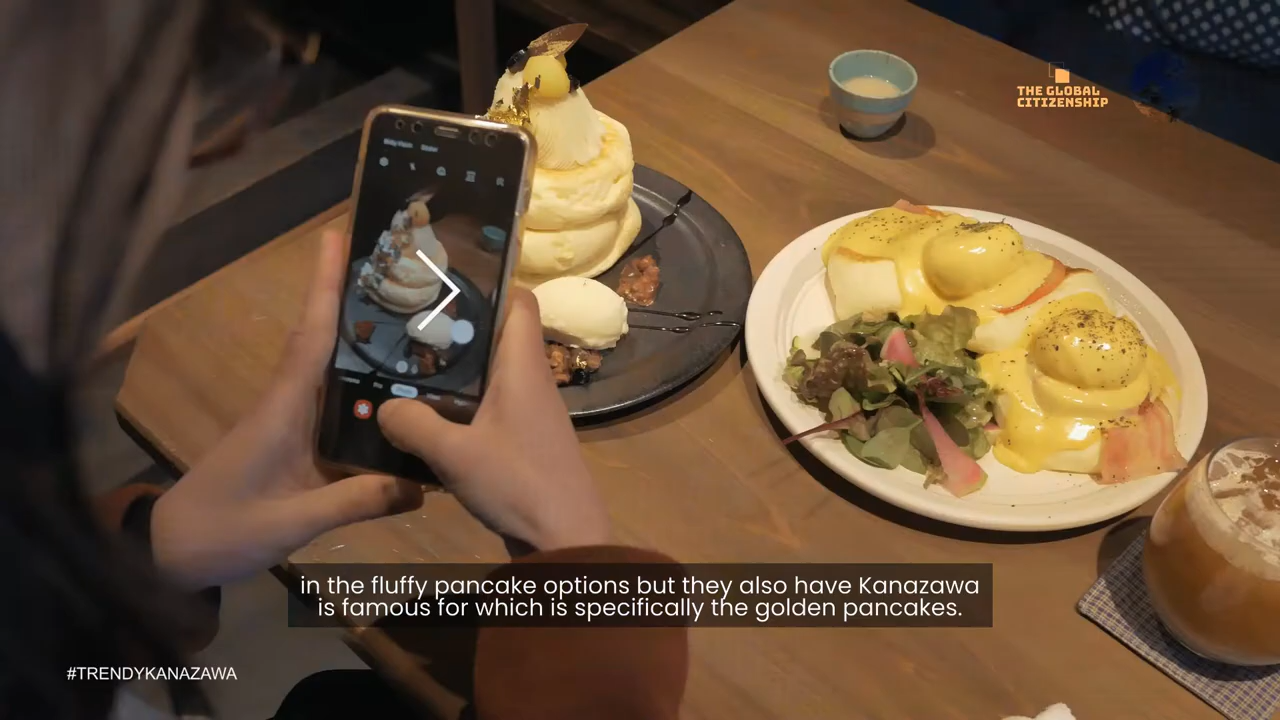 THE GLOBAL
CITIZENSHIP
in the fluffy pancake options but they also have Kanazawa
is famous for which is specifically the golden pancakes.
#TRENDYKANAZAWA